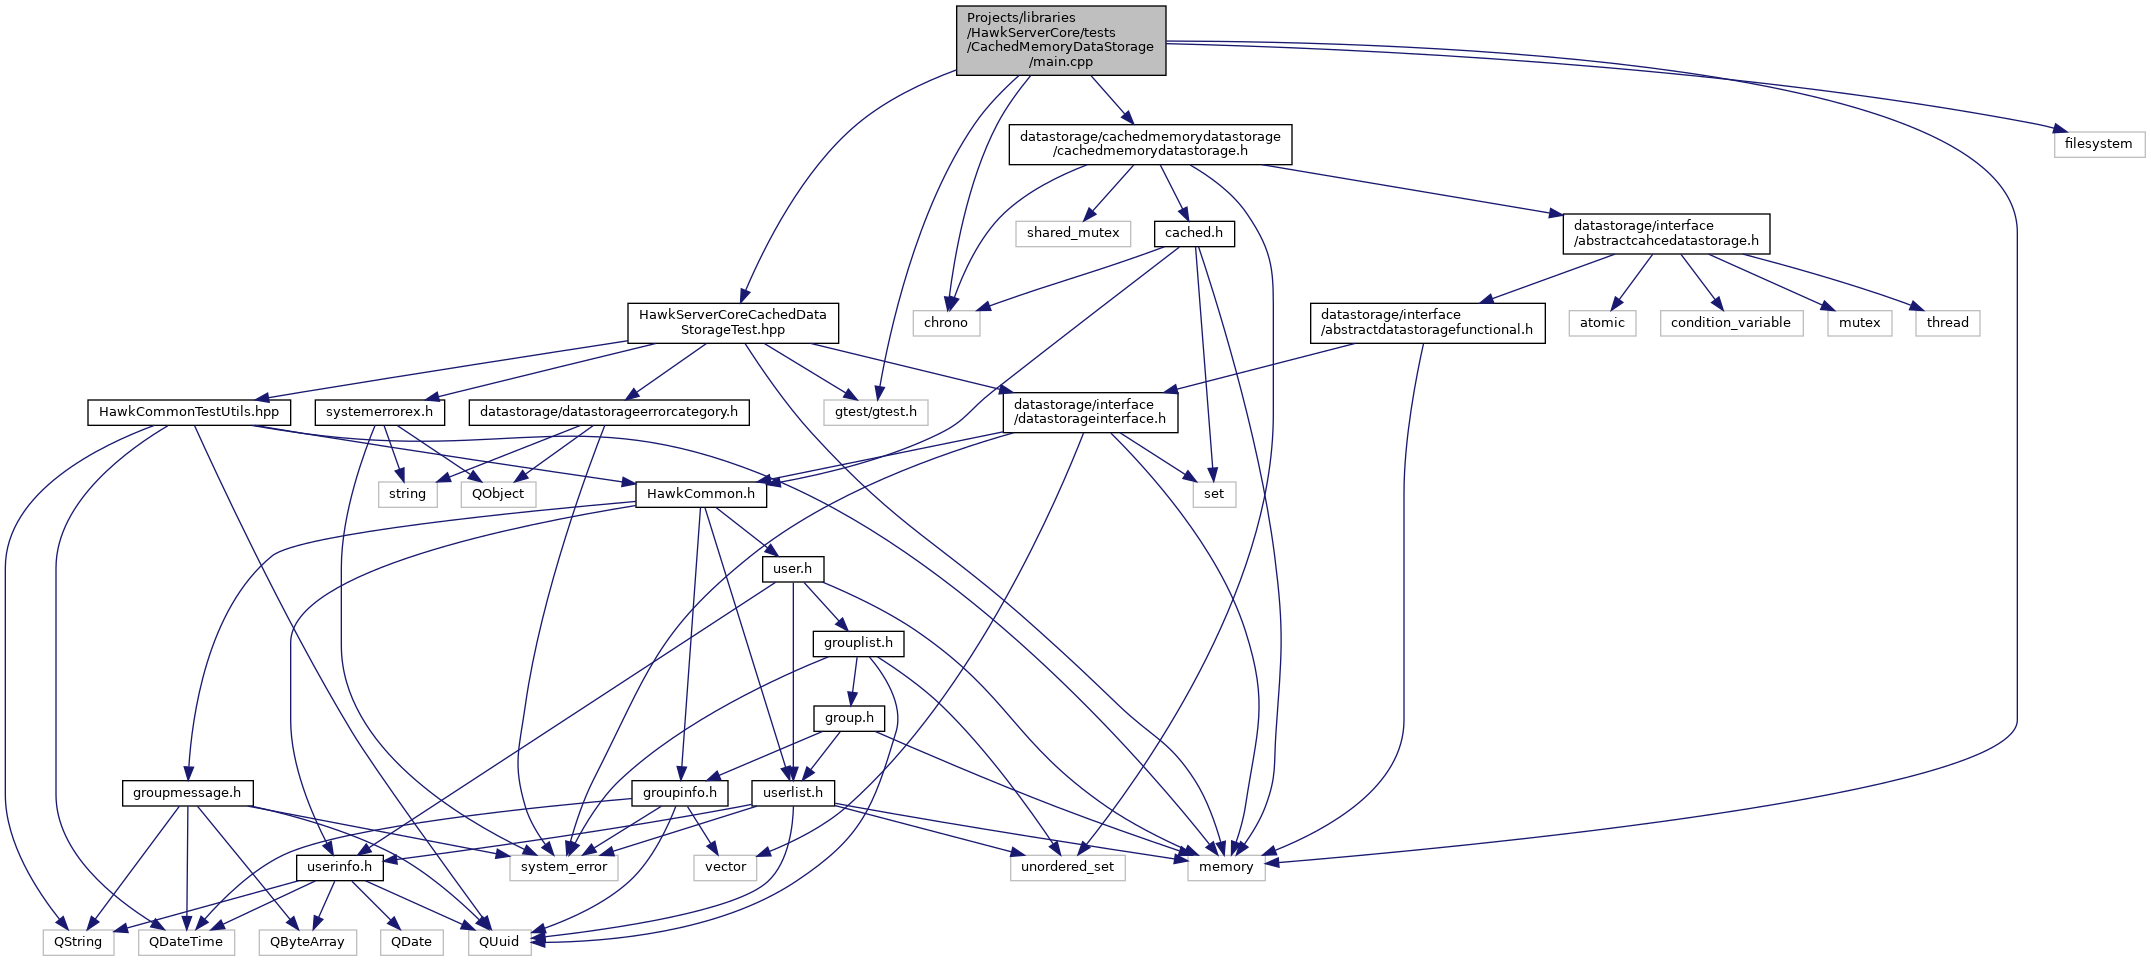 Projects/libraries
/HawkServerCore/tests
/CachedMemoryDataStorage
/main.cpp
datastorage/cachedmemorydatastorage
/cachedmemorydatastorage.h
filesystem
shared_mutex
cached.h
datastorage/interface
/abstractcahcedatastorage.h
HawkServerCoreCachedData
StorageTest.hpp
chrono
datastorage/interface
/abstractdatastoragefunctional.h
atomic
condition_variable
mutex
thread
HawkCommonTestUtils.hpp
systemerrorex.h
datastorage/datastorageerrorcategory.h
gtest/gtest.h
datastorage/interface
/datastorageinterface.h
string
QObject
HawkCommon.h
set
user.h
grouplist.h
group.h
groupmessage.h
groupinfo.h
userlist.h
userinfo.h
system_error
vector
unordered_set
memory
QString
QDateTime
QByteArray
QDate
QUuid